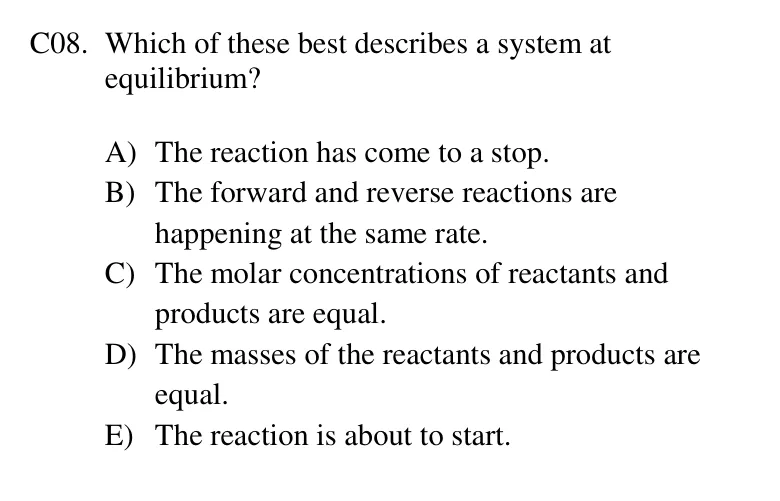 C08. Which of these best describes a system at
equilibrium?
A) The reaction has come to a stop.
B) The forward and reverse reactions are
happening at the same rate.
C) The molar concentrations of reactants and
products are equal.
D) The masses of the reactants and products are
equal.
E) The reaction is about to start.